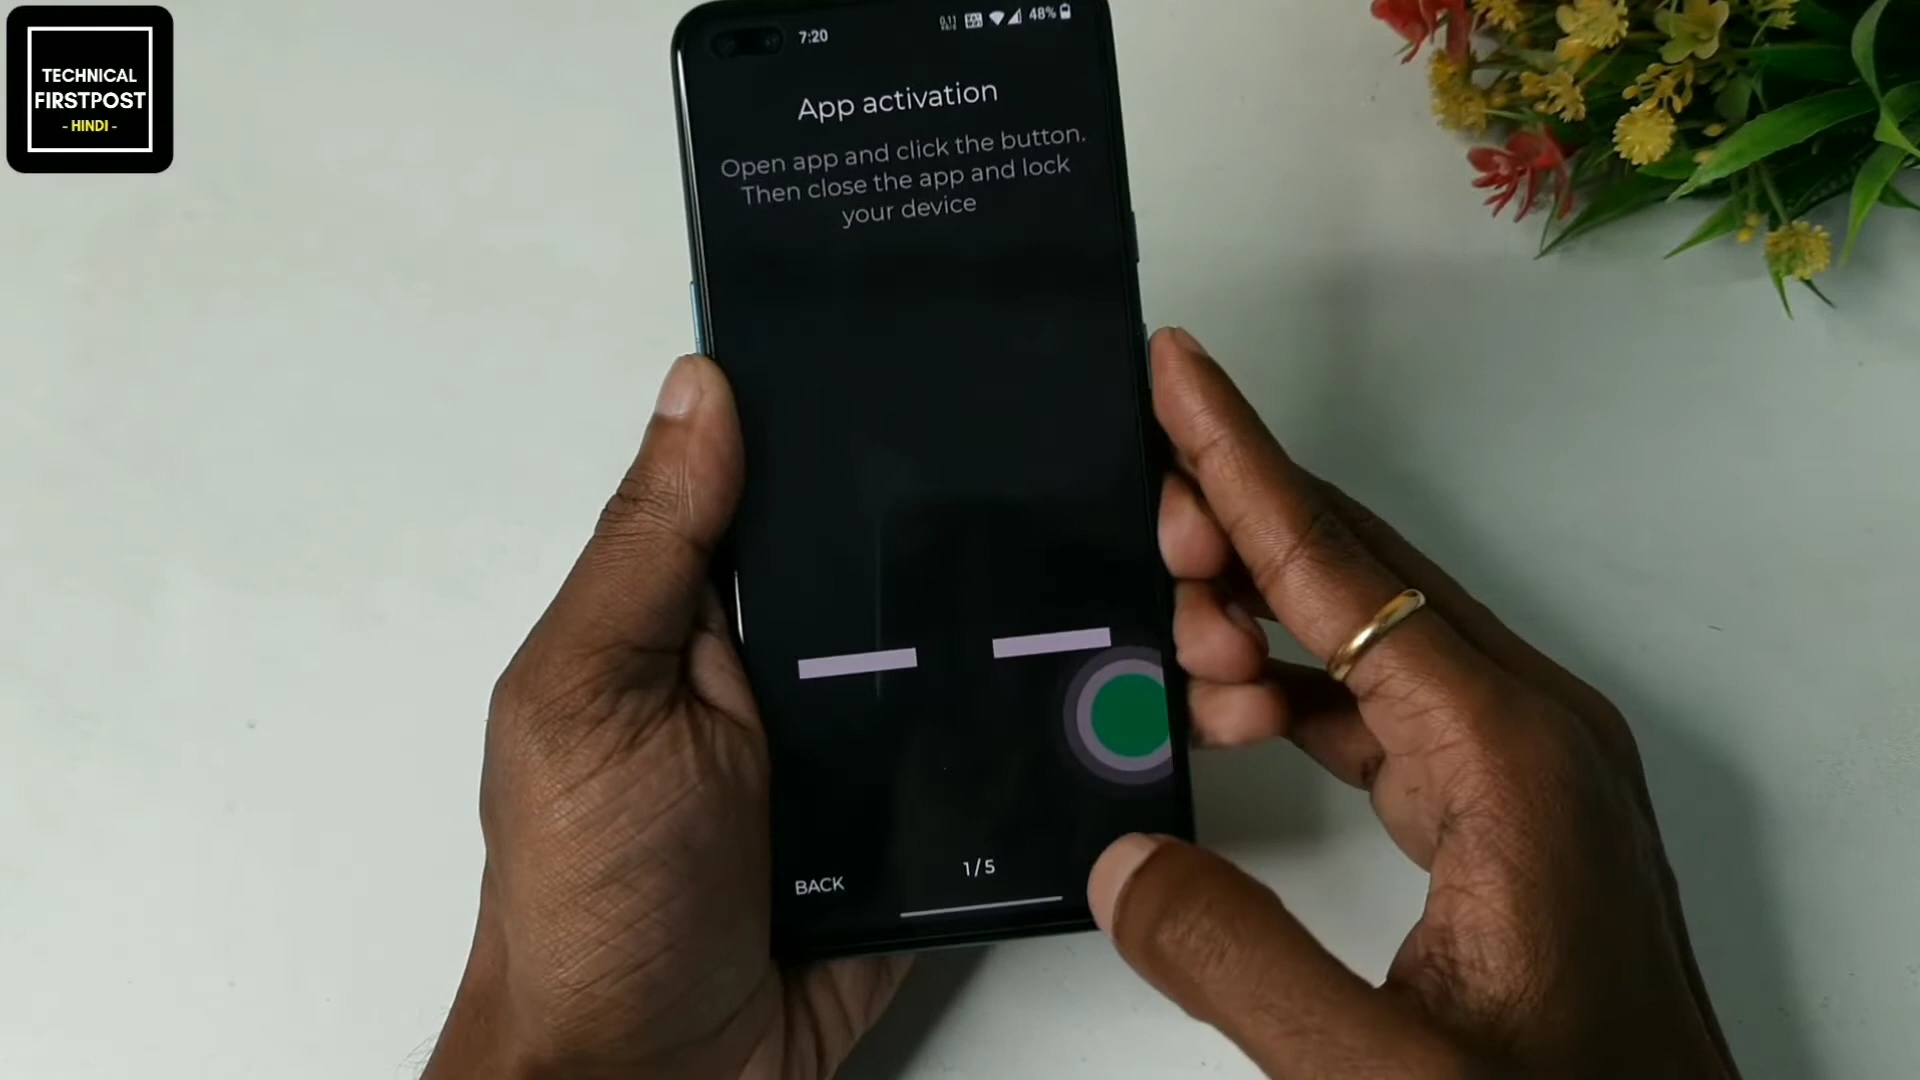 TECHNICAL
FIRSTPOST
- HINDI -
7:20
48%
App activation
Open app and click the button.
Then close the app and lock
your device
1/5
BACK